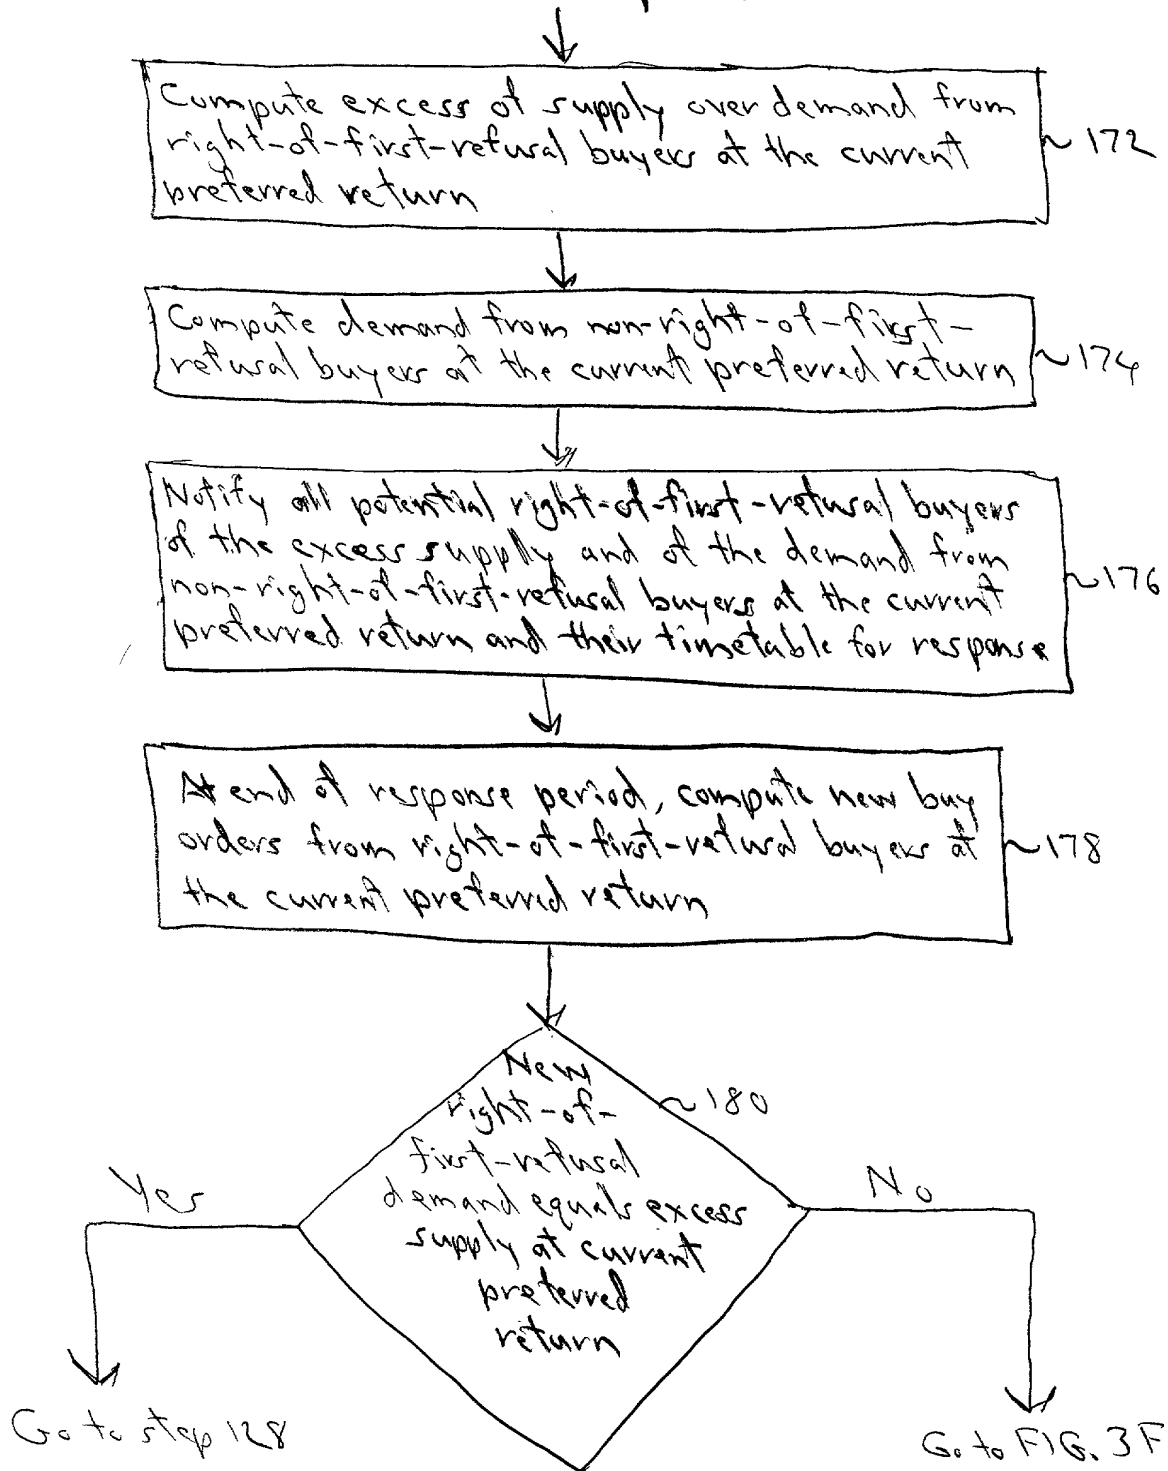 Compute excess of supply over demand from
right-of-first-refusal buyers at the current
preferred return
172
Compute demand from non-right-of-first-
refusal buyers at the current preferred return
174
Notify all potential right-of-first-refusal buyers
of the excess supply and of the demand from
non-right-of-first-refusal buyers at the current
preferred return and their timetable for response
176
At end of response period, compute new buy
orders from right-of-first-refusal buyers at
the current preferred return
178
New
right-of-
first-refusal
demand equals excess
supply at current
preferred
return
180
Yes
No
Go to step 128
Go to FIG. 3F